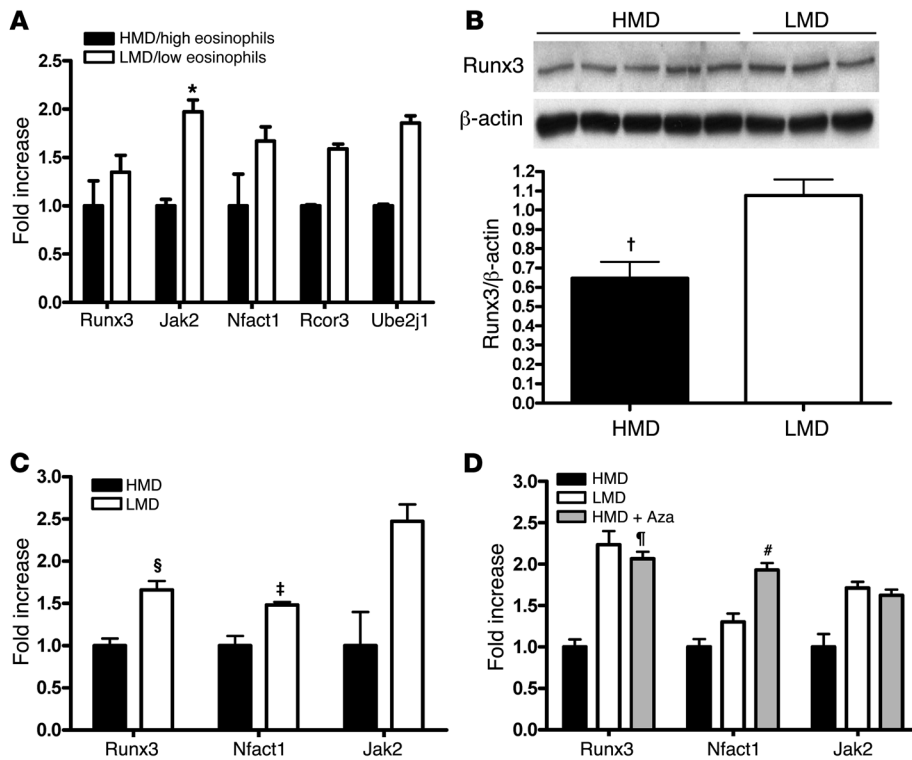 A
HMD/high eosinophils
LMD/low eosinophils
Fold increase
2.5
2.0
1.5
1.0
0.5
0.0
*
Runx3 Jak2 Nfact1 Rcor3 Ube2j1
B
HMD LMD
Runx3
β-actin
Runx3/β-actin
1.2
1.1
1.0
0.9
0.8
0.7
0.6
0.5
0.4
0.3
0.2
0.1
0.0
†
HMD LMD
C
HMD
LMD
Fold increase
3.0
2.5
2.0
1.5
1.0
0.5
0.0
§
‡
Runx3 Nfact1 Jak2
D
HMD
LMD
HMD + Aza
Fold increase
3.0
2.5
2.0
1.5
1.0
0.5
0.0
¶
#
Runx3 Nfact1 Jak2